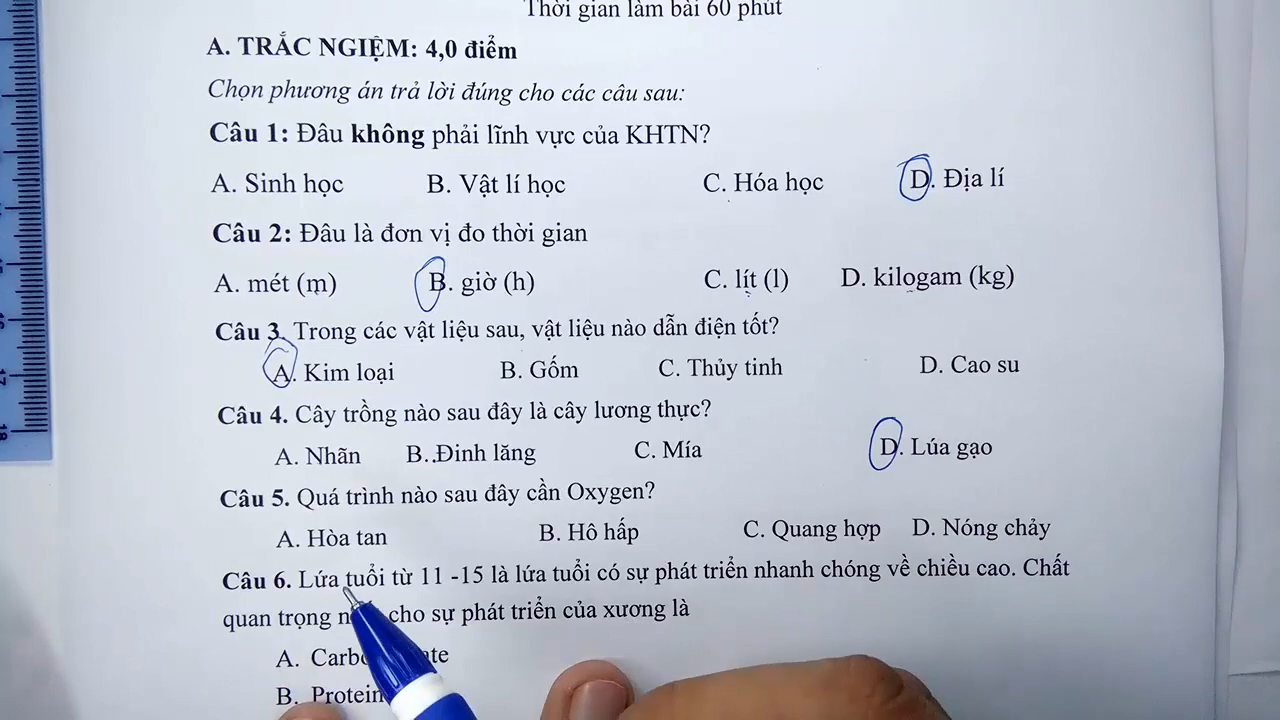 Thời gian làm bài 60 phút
A. TRẮC NGIỆM: 4,0 điểm
Chọn phương án trả lời đúng cho các câu sau:
Câu 1: Đâu không phải lĩnh vực của KHTN?
A. Sinh học B. Vật lí học C. Hóa học D. Địa lí
Câu 2: Đâu là đơn vị đo thời gian
A. mét (m) B. giờ (h) C. lít (l) D. kilogam (kg)
Câu 3. Trong các vật liệu sau, vật liệu nào dẫn điện tốt?
A. Kim loại B. Gốm C. Thủy tinh D. Cao su
Câu 4. Cây trồng nào sau đây là cây lương thực?
A. Nhãn B. Đinh lăng C. Mía D. Lúa gạo
Câu 5. Quá trình nào sau đây cần Oxygen?
A. Hòa tan B. Hô hấp C. Quang hợp D. Nóng chảy
Câu 6. Lứa tuổi từ 11 -15 là lứa tuổi có sự phát triển nhanh chóng về chiều cao. Chất
quan trọng cho sự phát triển của xương là
A.
B. Protein
17